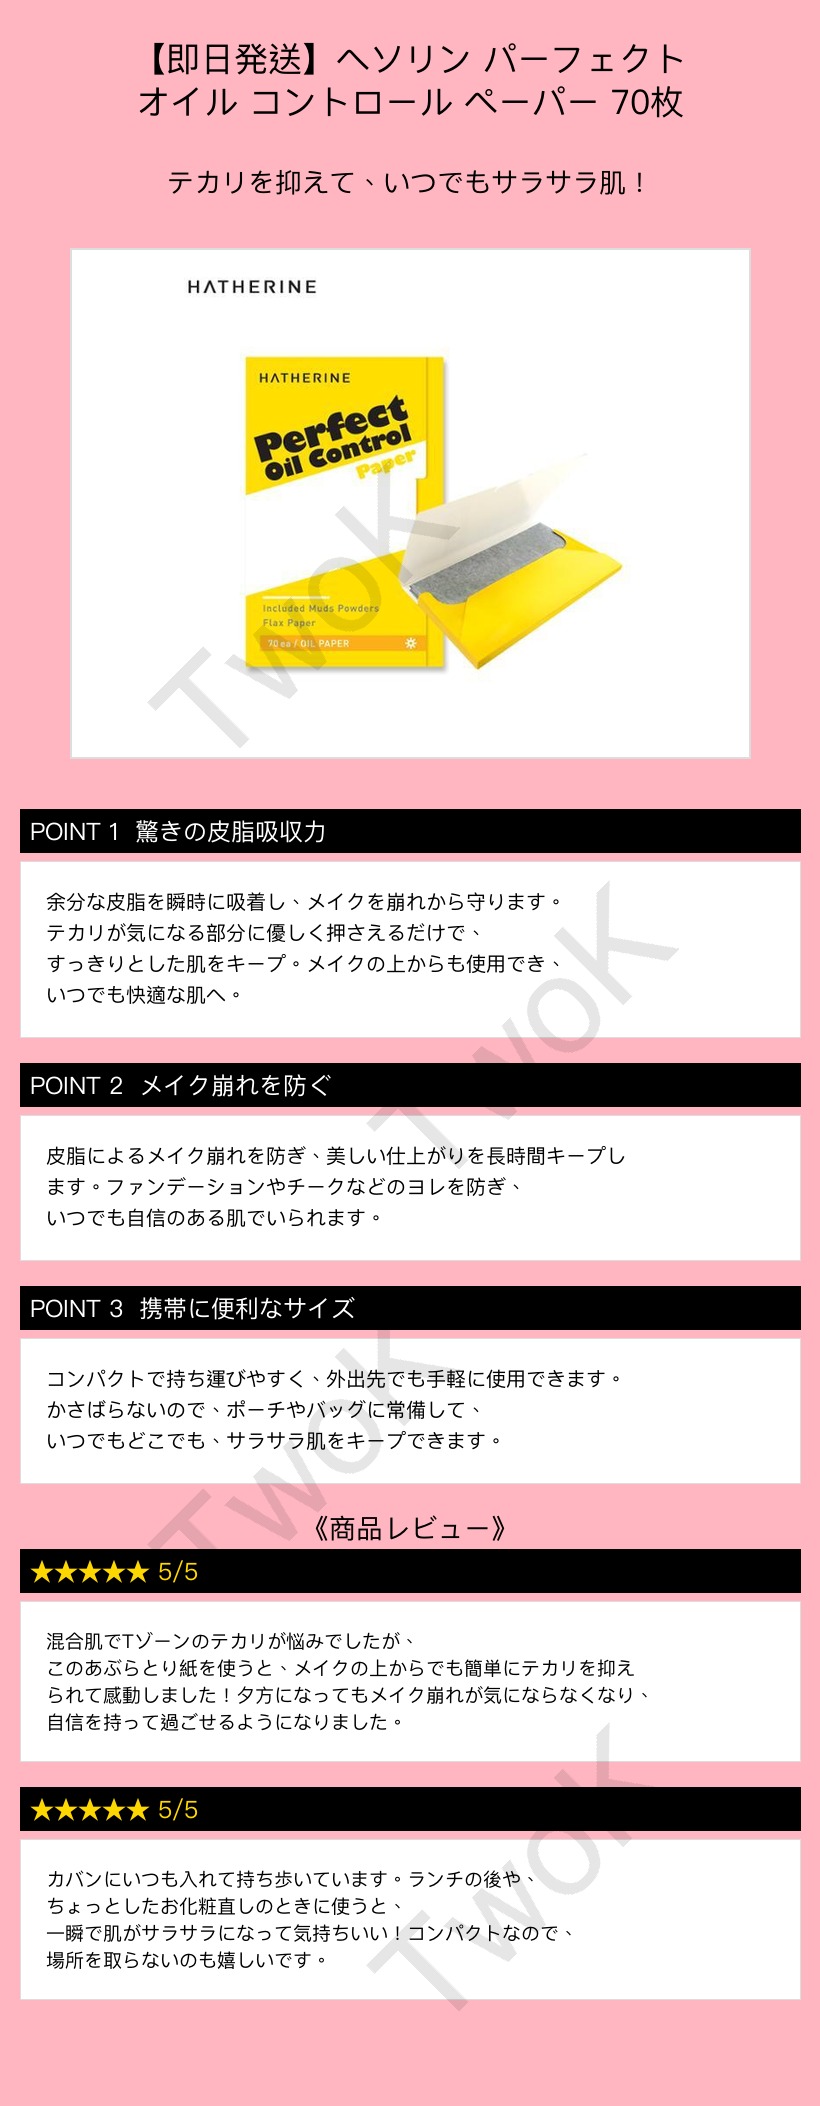 【即日発送】ヘソリン パーフェクト
オイル コントロール ペーパー 70枚
テカリを抑えて、いつでもサラサラ肌！
HATHERINE
HATHERINE
Perfect
Oil Control
Paper
Included Muds Powders
Flax Paper
70 ea / OIL PAPER
TwoK
POINT 1 驚きの皮脂吸収力
余分な皮脂を瞬時に吸着し、メイクを崩れから守ります。
テカリが気になる部分に優しく押さえるだけで、
すっきりとした肌をキープ。メイクの上からも使用でき、
いつでも快適な肌へ。
TwoK
POINT 2 メイク崩れを防ぐ
皮脂によるメイク崩れを防ぎ、美しい仕上がりを長時間キープし
ます。ファンデーションやチークなどのヨレを防ぎ、
いつでも自信のある肌でいられます。
POINT 3 携帯に便利なサイズ
コンパクトで持ち運びやすく、外出先でも手軽に使用できます。
かさばらないので、ポーチやバッグに常備して、
いつでもどこでも、サラサラ肌をキープできます。
TwoK
《商品レビュー》
★★★★★ 5/5
混合肌でTゾーンのテカリが悩みでしたが、
このあぶらとり紙を使うと、メイクの上からでも簡単にテカリを抑え
られて感動しました！夕方になってもメイク崩れが気にならなくなり、
自信を持って過ごせるようになりました。
★★★★★ 5/5
カバンにいつも入れて持ち歩いています。ランチの後や、
ちょっとしたお化粧直しのときに使うと、
一瞬で肌がサラサラになって気持ちいい！コンパクトなので、
場所を取らないのも嬉しいです。
TwoK